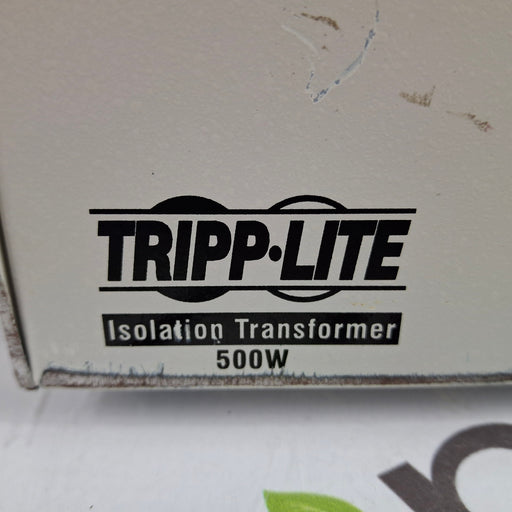 TRIPP·LITE
Isolation Transformer
500W